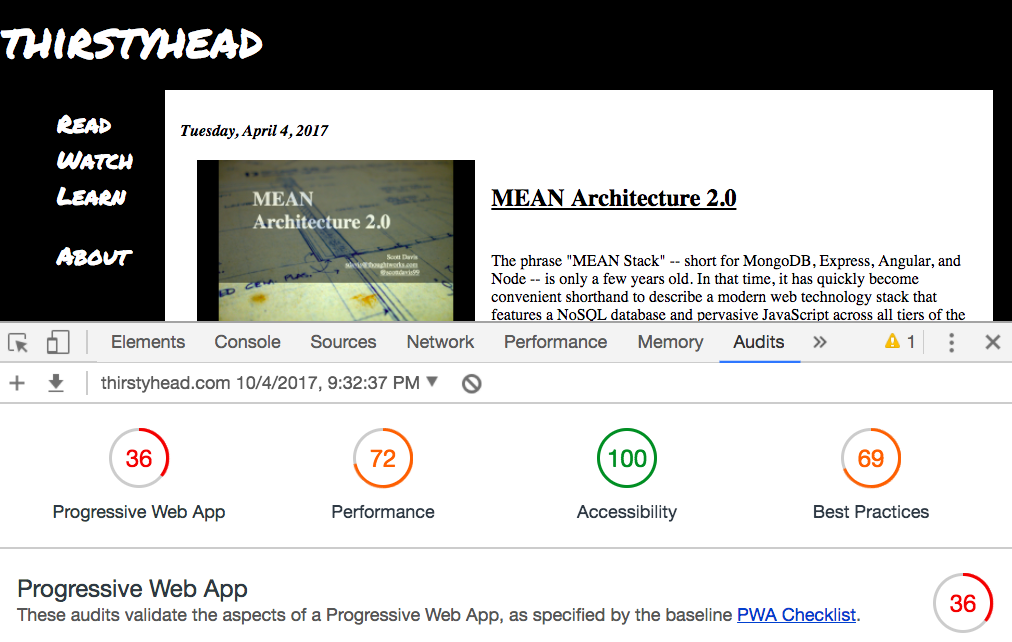 THIRSTYHEAD
READ
WATCH
LEARN
ABOUT
Tuesday, April 4, 2017
MEAN
Architecture 2.0
Scott Davis
@scottdavis99
MEAN Architecture 2.0
The phrase "MEAN Stack" -- short for MongoDB, Express, Angular, and
Node -- is only a few years old. In that time, it has quickly become
convenient shorthand to describe a modern web technology stack that
features a NoSQL database and pervasive JavaScript across all tiers of the
Elements Console Sources Network Performance Memory Audits » 1
thirstyhead.com 10/4/2017, 9:32:37 PM
36 72 100 69
Progressive Web App Performance Accessibility Best Practices
Progressive Web App
These audits validate the aspects of a Progressive Web App, as specified by the baseline PWA Checklist.
36